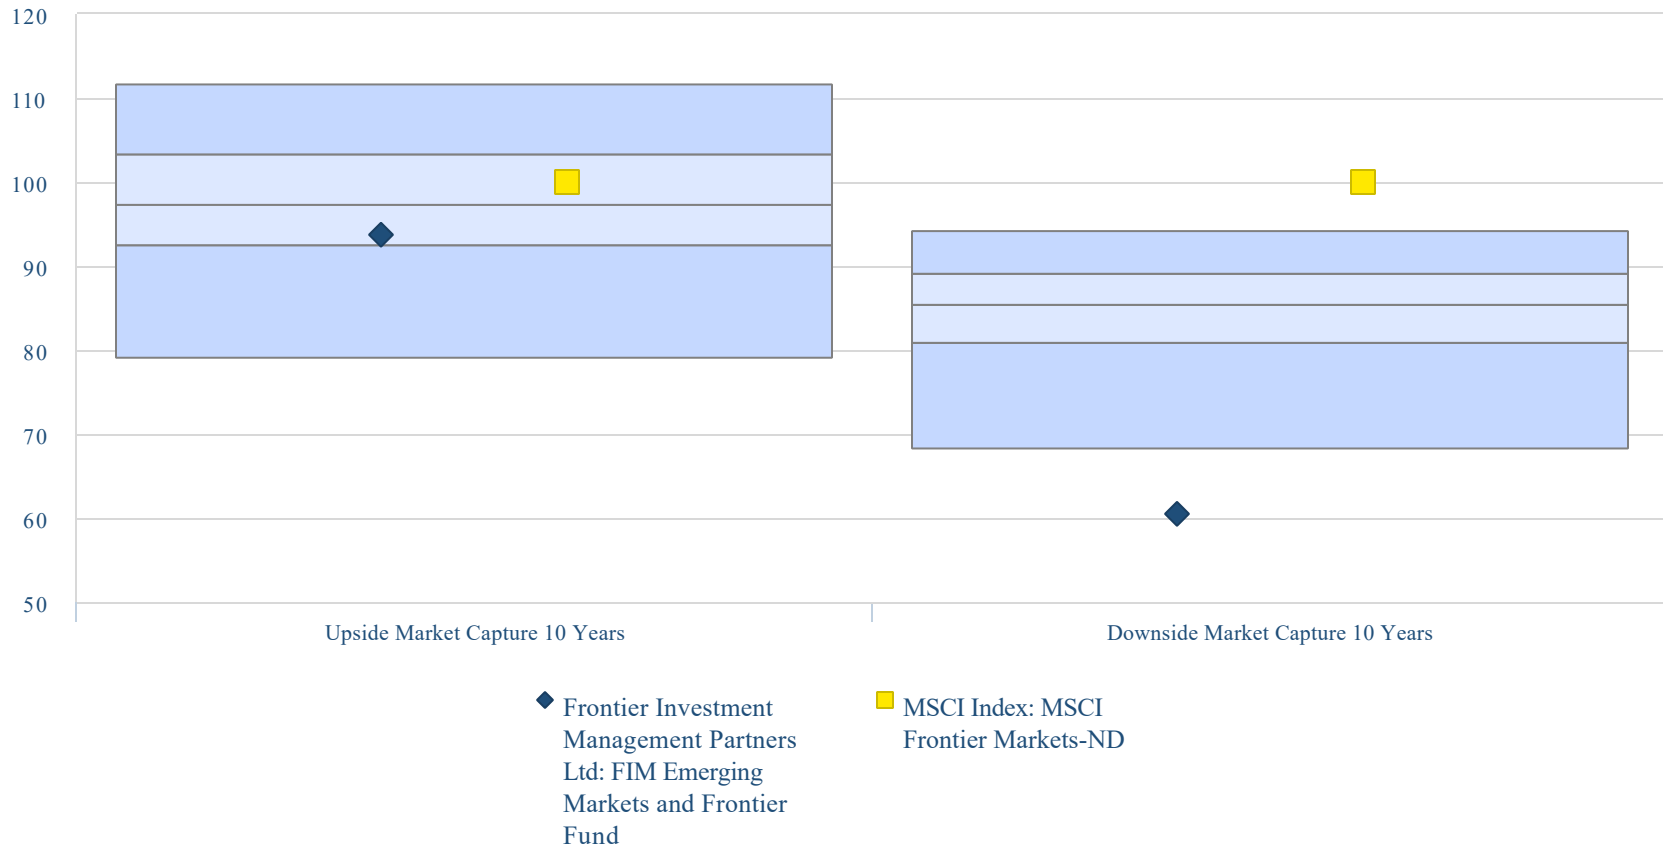 120
110
100
90
80
70
60
50
Upside Market Capture 10 Years
Downside Market Capture 10 Years
Frontier Investment
Management Partners
Ltd: FIM Emerging
Markets and Frontier
Fund
MSCI Index: MSCI
Frontier Markets-ND